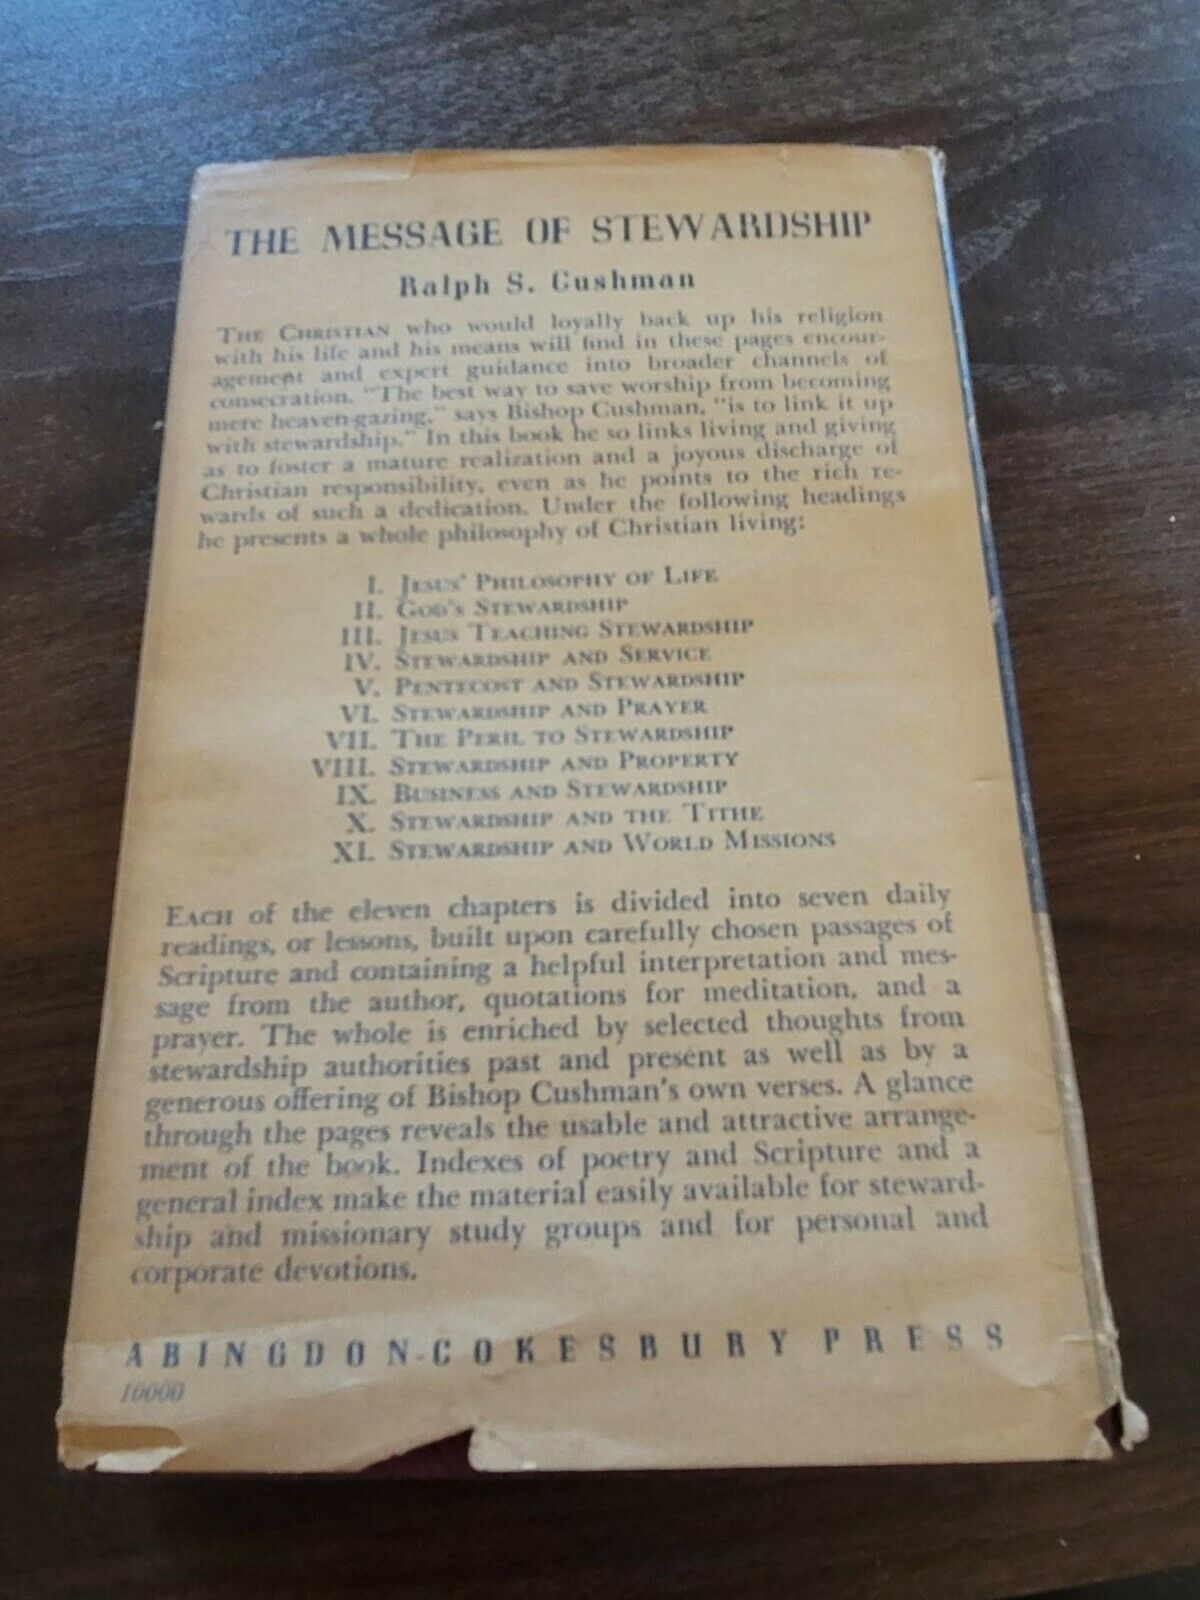 THE MESSAGE OF STEWARDSHIP
Ralph S. Cushman
THE CHRISTIAN who would loyally back up his religion
with his life and his means will find in these pages encour-
agement and expert guidance into broader channels of
consecration. "The best way to save worship from becoming
mere heaven-gazing," says Bishop Cushman, "is to link it up
with stewardship." In this book he so links living and giving
as to foster a mature realization and a joyous discharge of
Christian responsibility, even as he points to the rich re-
wards of such a dedication. Under the following headings
he presents a whole philosophy of Christian living:
I. JESUS' PHILOSOPHY OF LIFE
II. GOD'S STEWARDSHIP
III. JESUS TEACHING STEWARDSHIP
IV. STEWARDSHIP AND SERVICE
V. PENTECOST AND STEWARDSHIP
VI. STEWARDSHIP AND PRAYER
VII. THE PERIL TO STEWARDSHIP
VIII. STEWARDSHIP AND PROPERTY
IX. BUSINESS AND STEWARDSHIP
X. STEWARDSHIP AND THE TITHE
XI. STEWARDSHIP AND WORLD MISSIONS
EACH of the eleven chapters is divided into seven daily
readings, or lessons, built upon carefully chosen passages of
Scripture and containing a helpful interpretation and mes-
sage from the author, quotations for meditation, and a
prayer. The whole is enriched by selected thoughts from
stewardship authorities past and present as well as by a
generous offering of Bishop Cushman's own verses. A glance
through the pages reveals the usable and attractive arrange-
ment of the book. Indexes of poetry and Scripture and a
general index make the material easily available for steward-
ship and missionary study groups and for personal and
corporate devotions.
ABINGDON-COKESBURY PRESS
10000